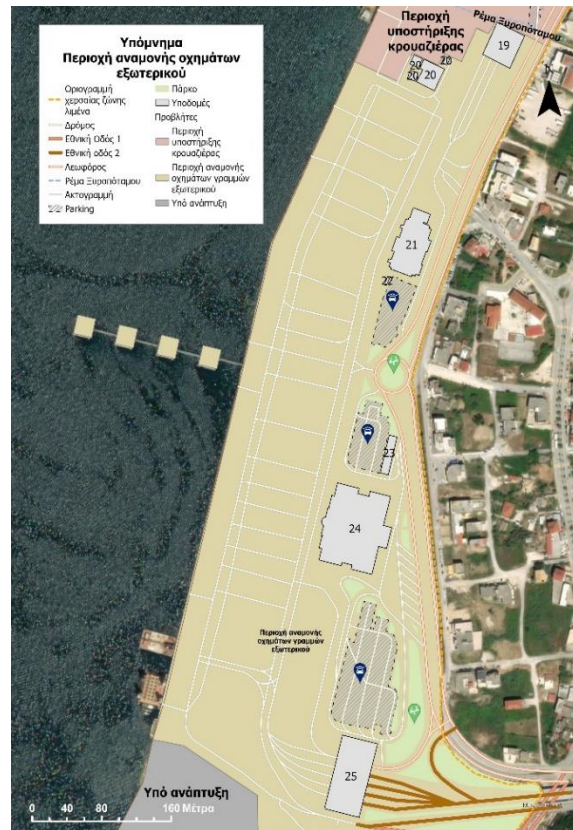 Υπόμνημα
Περιοχή αναμονής οχημάτων
εξωτερικού
Οριογραμμή
χερσαίας ζώνης
λιμένα
Δρόμος
Εθνική Οδός 1
Εθνική οδός 2
Λεωφόρος
Ρέμα Ξυροπόταμου
Ακτογραμμή
Parking
Πάρκο
Υποδομές
Προβλήτες
Περιοχή
υποστήριξης
κρουαζιέρας
Περιοχή αναμονής
οχημάτων γραμμών
εξωτερικού
Υπό ανάπτυξη
Περιοχή
υποστήριξης
κρουαζιέρας
Ρέμα Ξυροπόταμου
19
20
20
20
20
21
22
23
24
Περιοχή αναμονής
οχημάτων γραμμών
εξωτερικού
25
Υπό ανάπτυξη
0 40 80 160 Μέτρα